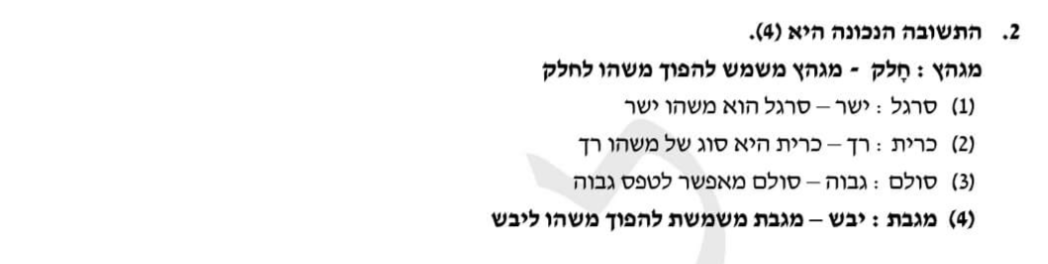 2. התשובה הנכונה היא (4).
מגהץ : חָלק - מגהץ משמש להפוך משהו לחלק
(1) סרגל : ישר – סרגל הוא משהו ישר
(2) כרית : רך – כרית היא סוג של משהו רך
(3) סולם : גבוה – סולם מאפשר לטפס גבוה
(4) מגבת : יבש – מגבת משמשת להפוך משהו ליבש